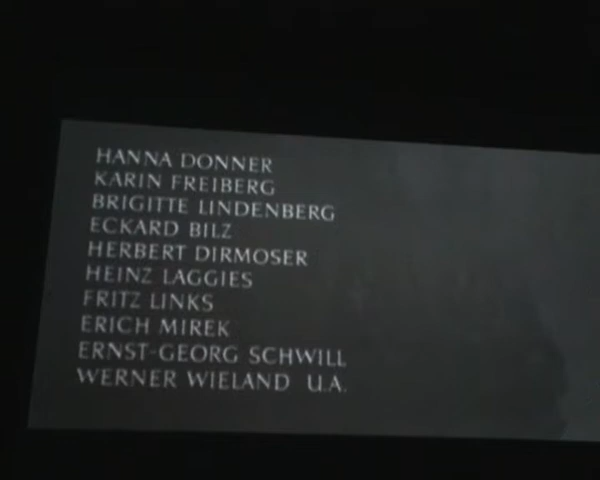 HANNA DONNER
KARIN FREIBERG
BRIGITTE LINDENBERG
ECKARD BILZ
HERBERT DIRMOSER
HEINZ LAGGIES
FRITZ LINKS
ERICH MIREK
ERNST-GEORG SCHWILL
WERNER WIELAND U.A.